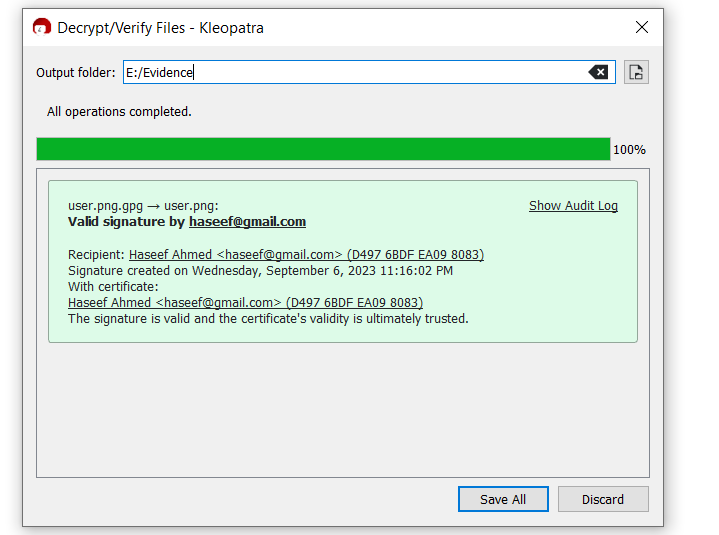 Decrypt/Verify Files - Kleopatra
Output folder: E:/Evidence
All operations completed.
100%
user.png.gpg → user.png: Show Audit Log
Valid signature by haseef@gmail.com
Recipient: Haseef Ahmed <haseef@gmail.com> (D497 6BDF EA09 8083)
Signature created on Wednesday, September 6, 2023 11:16:02 PM
With certificate:
Haseef Ahmed <haseef@gmail.com> (D497 6BDF EA09 8083)
The signature is valid and the certificate's validity is ultimately trusted.
Save All Discard